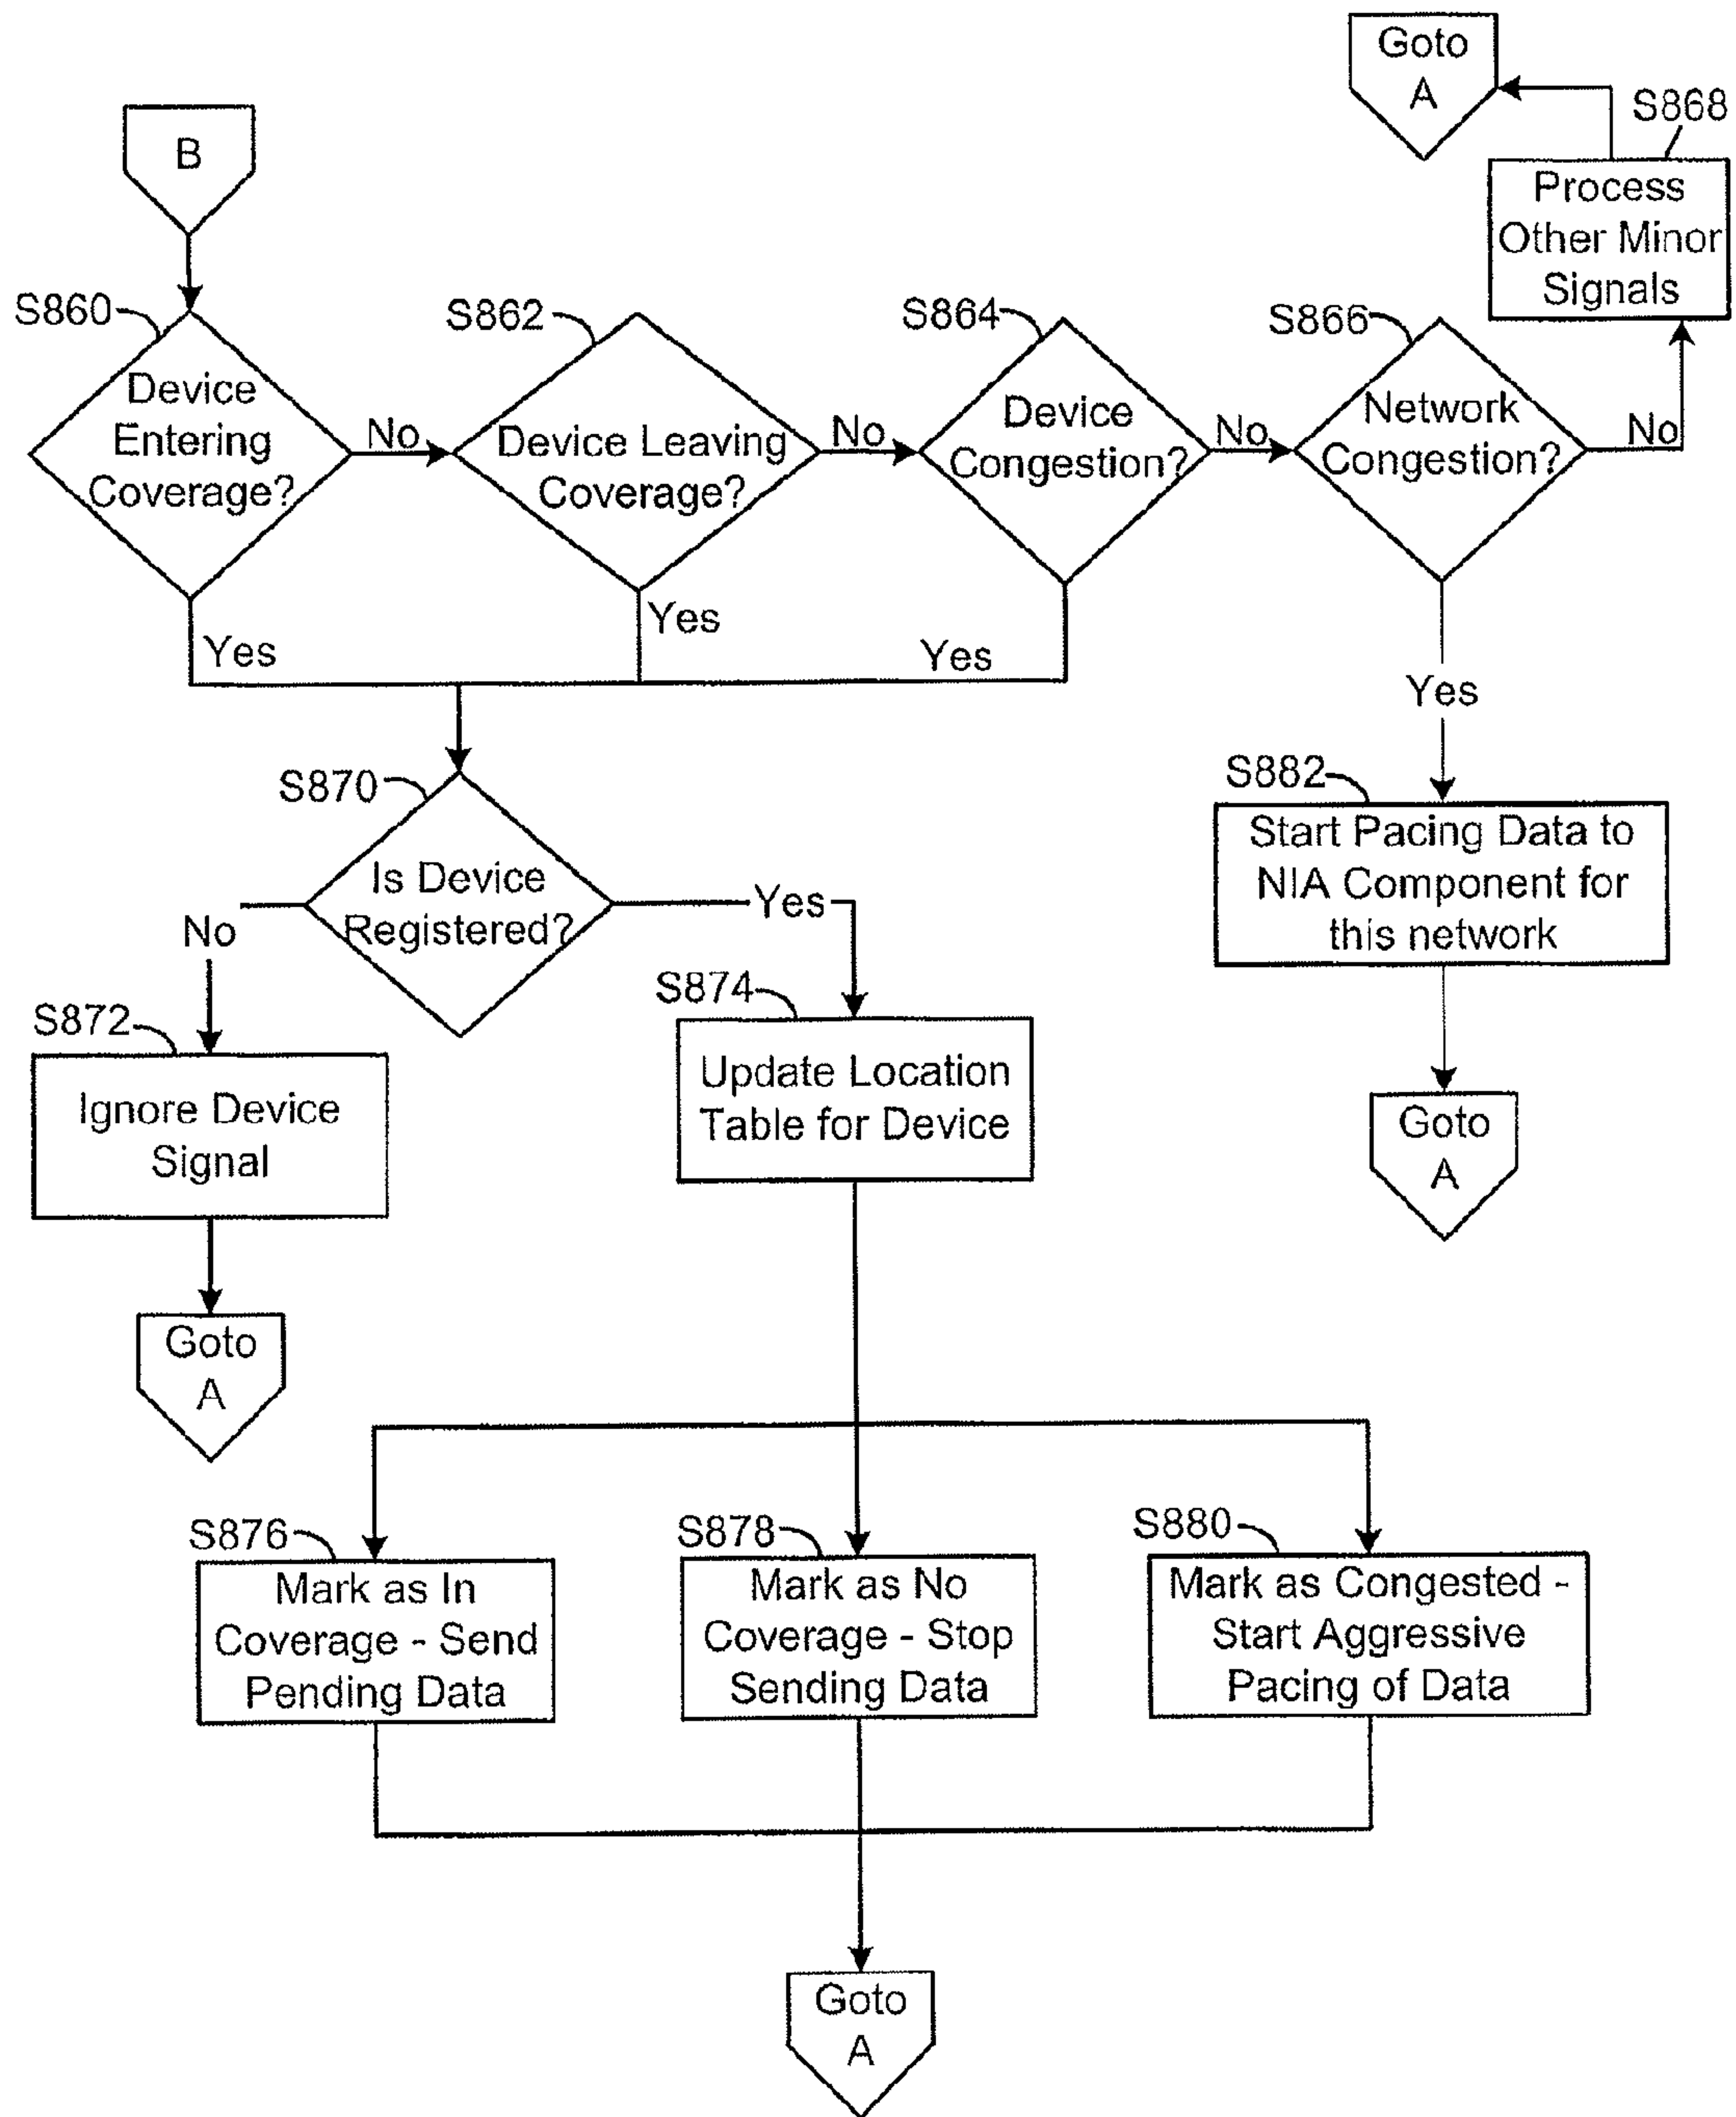 Goto
A
S868
Process
Other Minor
Signals
B
S860
Device
Entering
Coverage?
No
S862
Device Leaving
Coverage?
No
S864
Device
Congestion?
No
S866
Network
Congestion?
No
Yes
Yes
Yes
Yes
S870
Is Device
Registered?
No
Yes
S882
Start Pacing Data to
NIA Component for
this network
S872
Ignore Device
Signal
S874
Update Location
Table for Device
Goto
A
Goto
A
S876
Mark as In
Coverage - Send
Pending Data
S878
Mark as No
Coverage - Stop
Sending Data
S880
Mark as Congested -
Start Aggressive
Pacing of Data
Goto
A